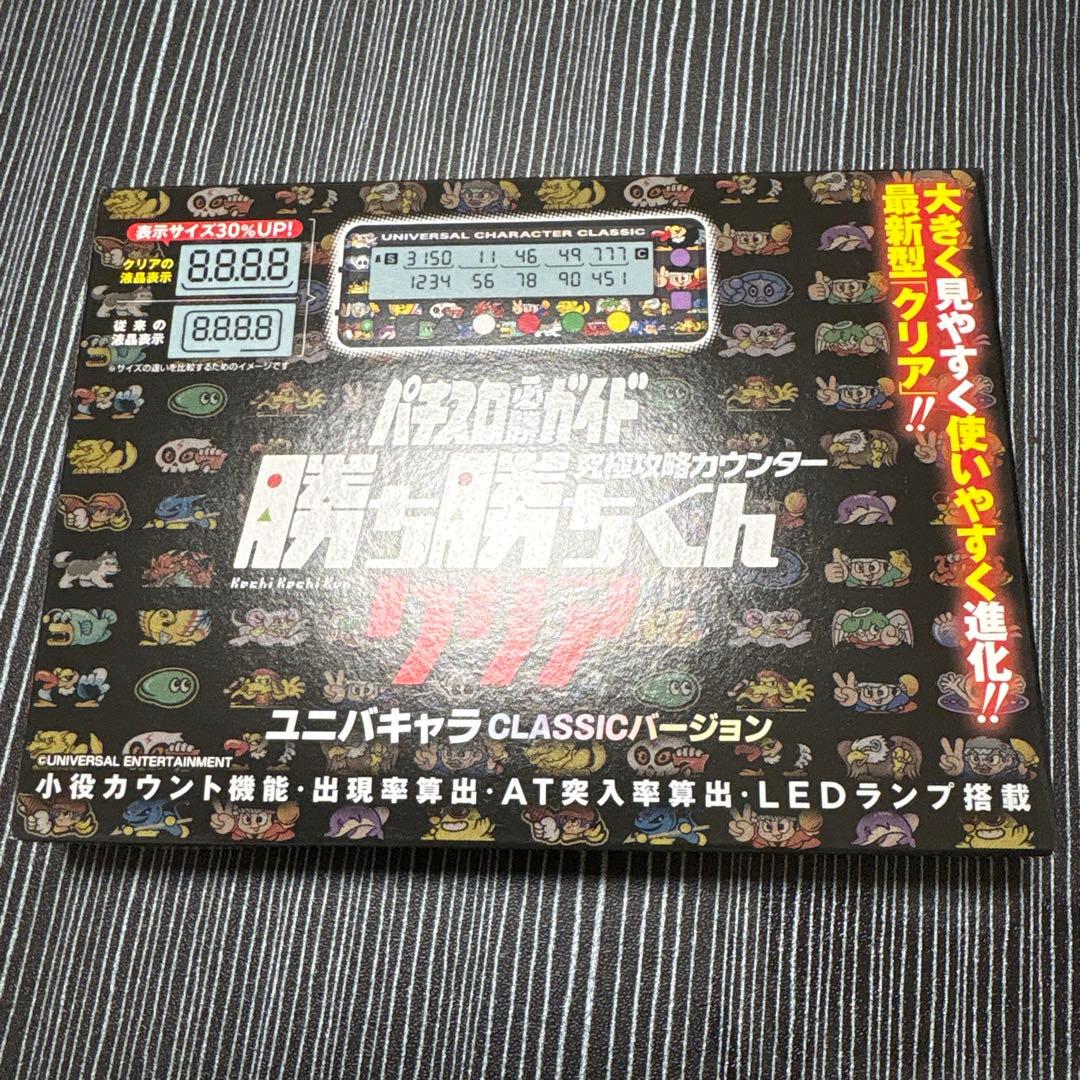 表示サイズ30%UP!
クリアの
液晶表示
8.8.8.8
従来の
液晶表示
8.8.8.8
※サイズの違いを比較するためのイメージです
UNIVERSAL CHARACTER CLASSIC
S 3150 11 46 49 777 C
1234 56 78 90 451
大きく見やすく使いやすく進化!!
最新型「クリア」!!
パチスロ必勝ガイド
究極攻略カウンター
勝ち勝ちくん
Kachi Kachi Kun
クリア
ユニバキャラCLASSICバージョン
©UNIVERSAL ENTERTAINMENT
小役カウント機能・出現率算出・AT突入率算出・LEDランプ搭載